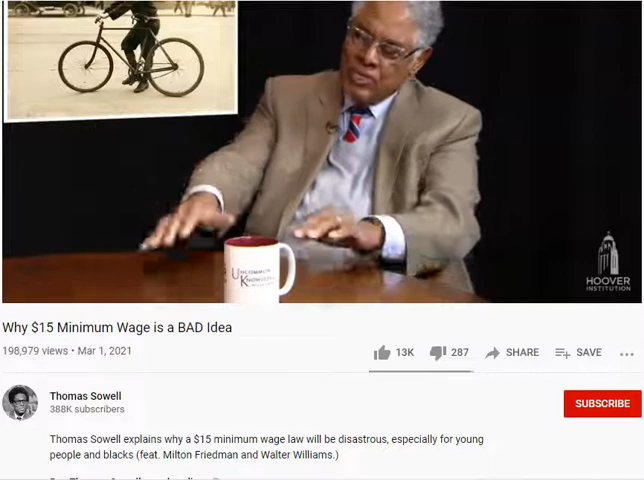 UNCOMMON
KNOWLEDGE
HOOVER
INSTITUTION
Why $15 Minimum Wage is a BAD Idea
198,979 views • Mar 1, 2021
13K
287
SHARE
SAVE
Thomas Sowell
388K subscribers
SUBSCRIBE
Thomas Sowell explains why a $15 minimum wage law will be disastrous, especially for young
people and blacks (feat. Milton Friedman and Walter Williams.)